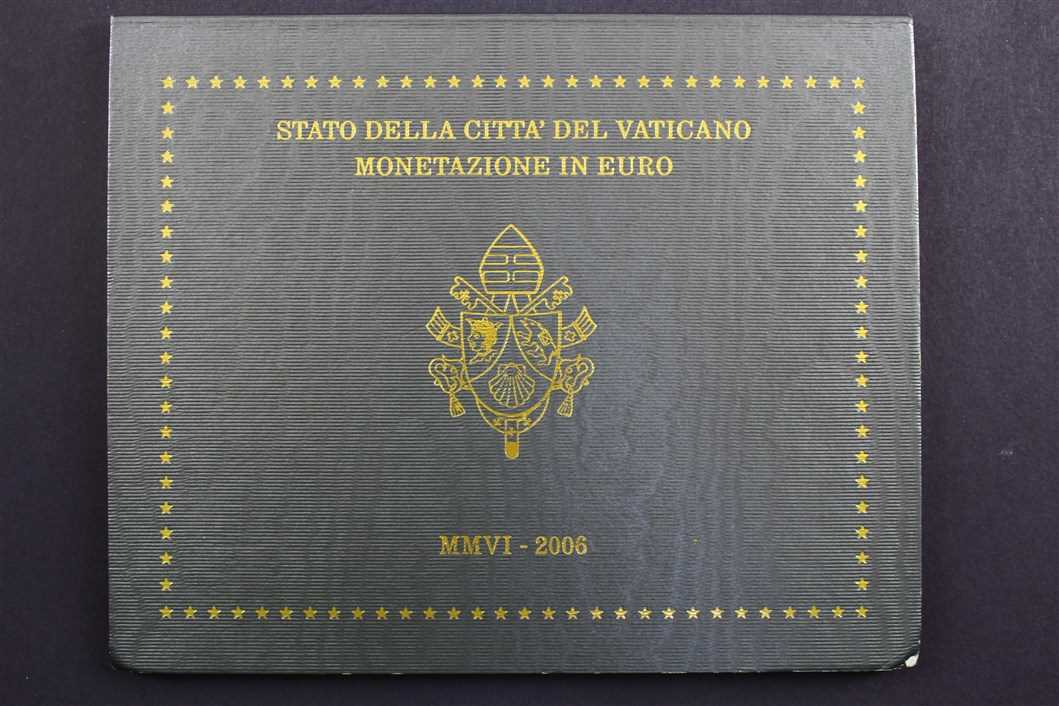 STATO DELLA CITTA' DEL VATICANO
MONETAZIONE IN EURO
MMVI - 2006